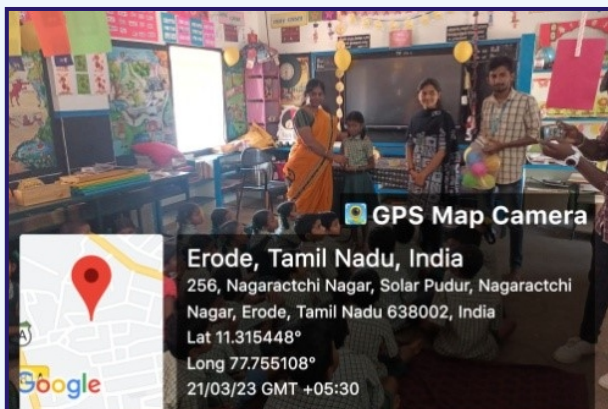 GPS Map Camera
Erode, Tamil Nadu, India
256, Nagaractchi Nagar, Solar Pudur, Nagaractchi
Nagar, Erode, Tamil Nadu 638002, India
Lat 11.315448°
Long 77.755108°
21/03/23 GMT +05:30
Google